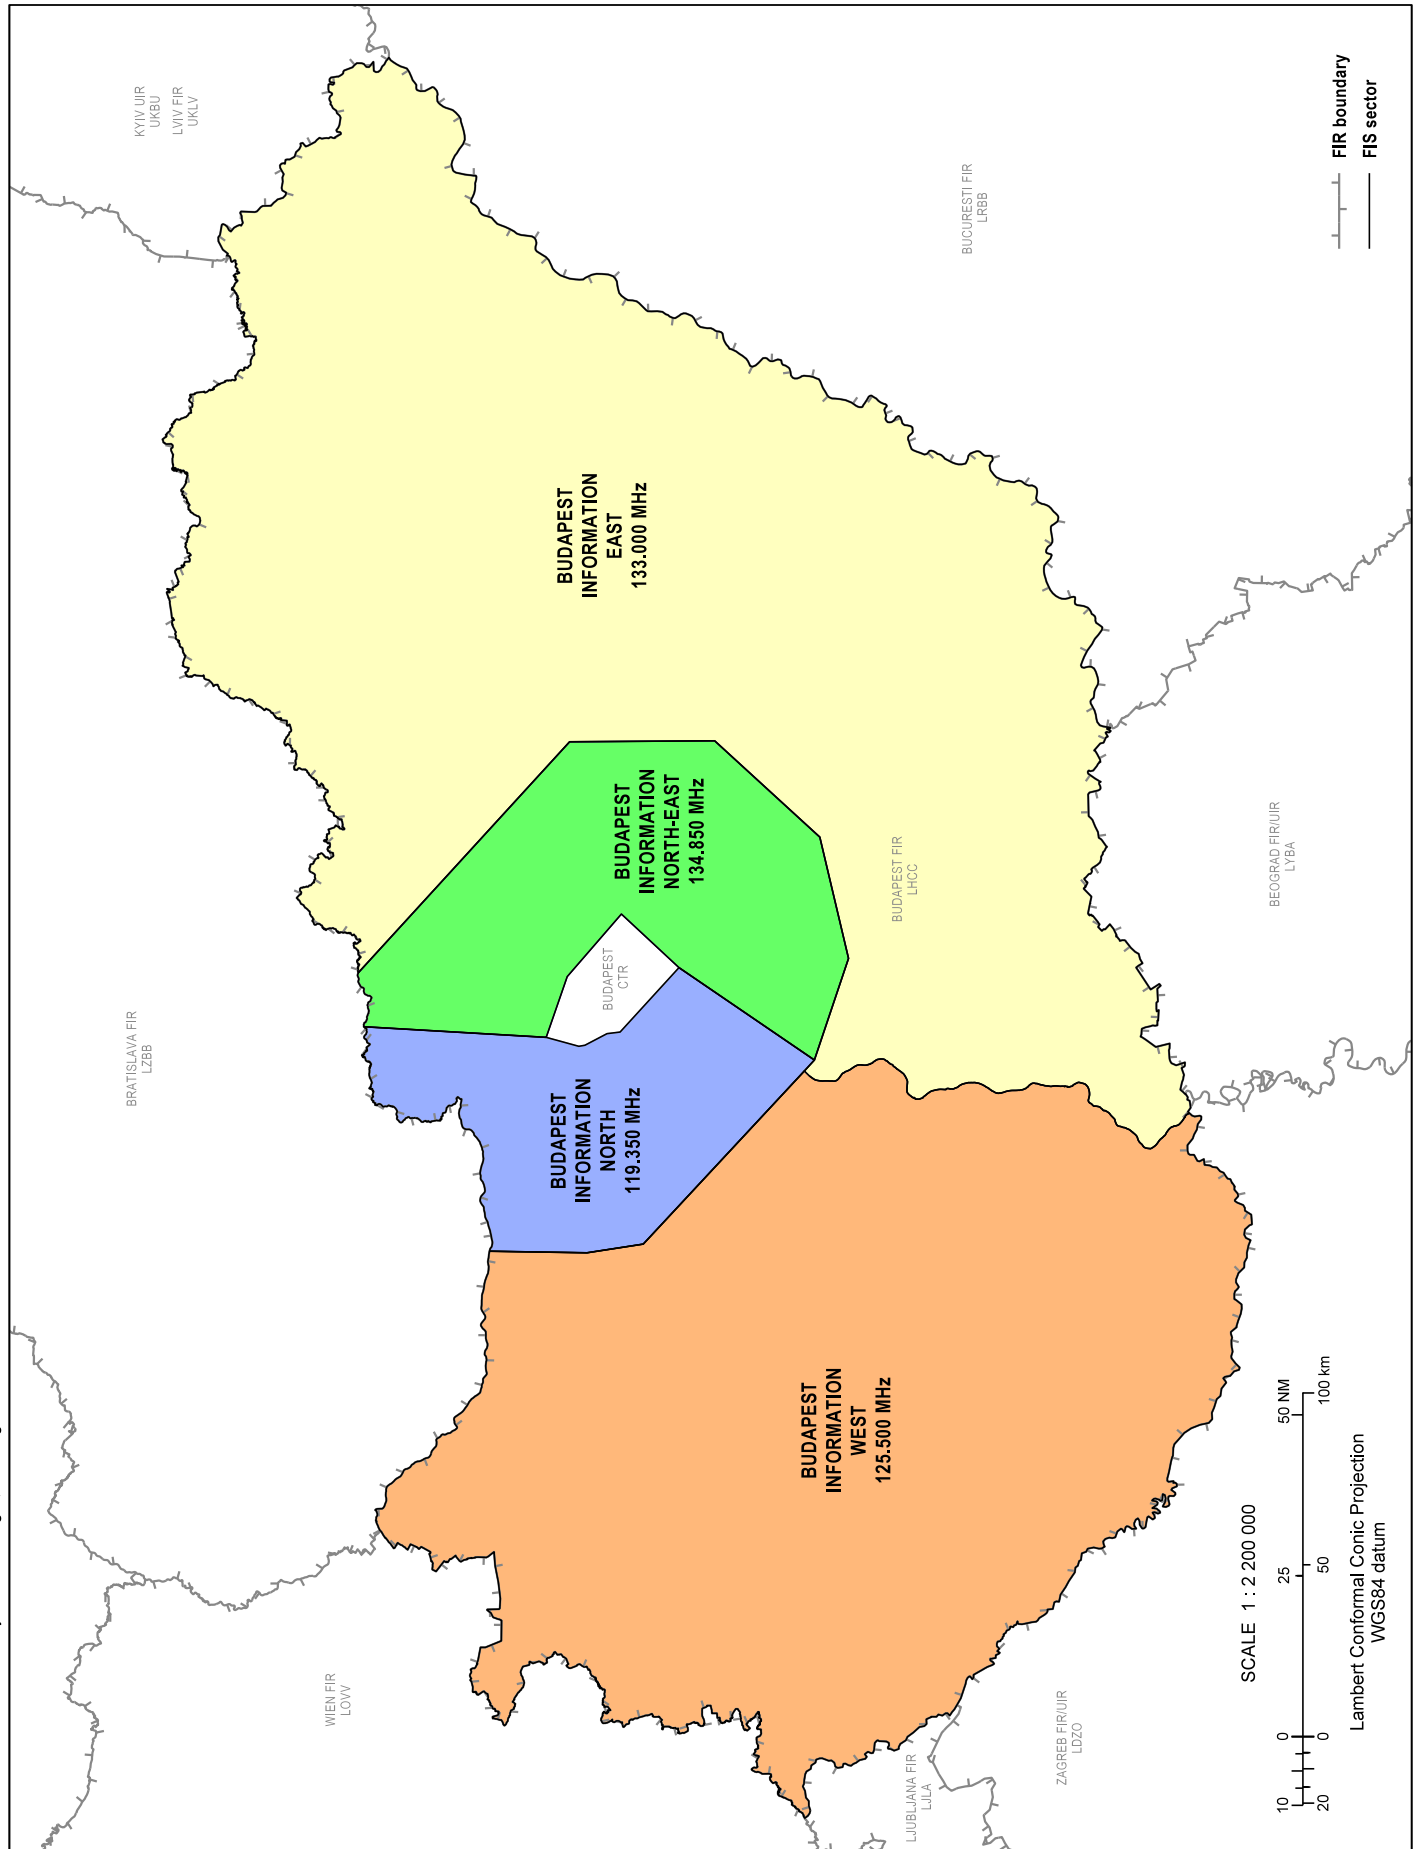 KYIV UIR
UKBU
LVIV FIR
UKLV
BRATISLAVA FIR
LZBB
WIEN FIR
LOVV
BUCURESTI FIR
LRBB
BUDAPEST
INFORMATION
EAST
133.000 MHz
BUDAPEST
INFORMATION
NORTH-EAST
134.850 MHz
BUDAPEST
CTR
BUDAPEST
INFORMATION
NORTH
119.350 MHz
BUDAPEST FIR
LHCC
BUDAPEST
INFORMATION
WEST
125.500 MHz
BEOGRAD FIR/UIR
LYBA
LJUBLJANA FIR
LJLA
ZAGREB FIR/UIR
LDZO
FIR boundary
FIS sector
SCALE 1 : 2 200 000
10 0 25 50 NM
20 0 50 100 km
Lambert Conformal Conic Projection
WGS84 datum